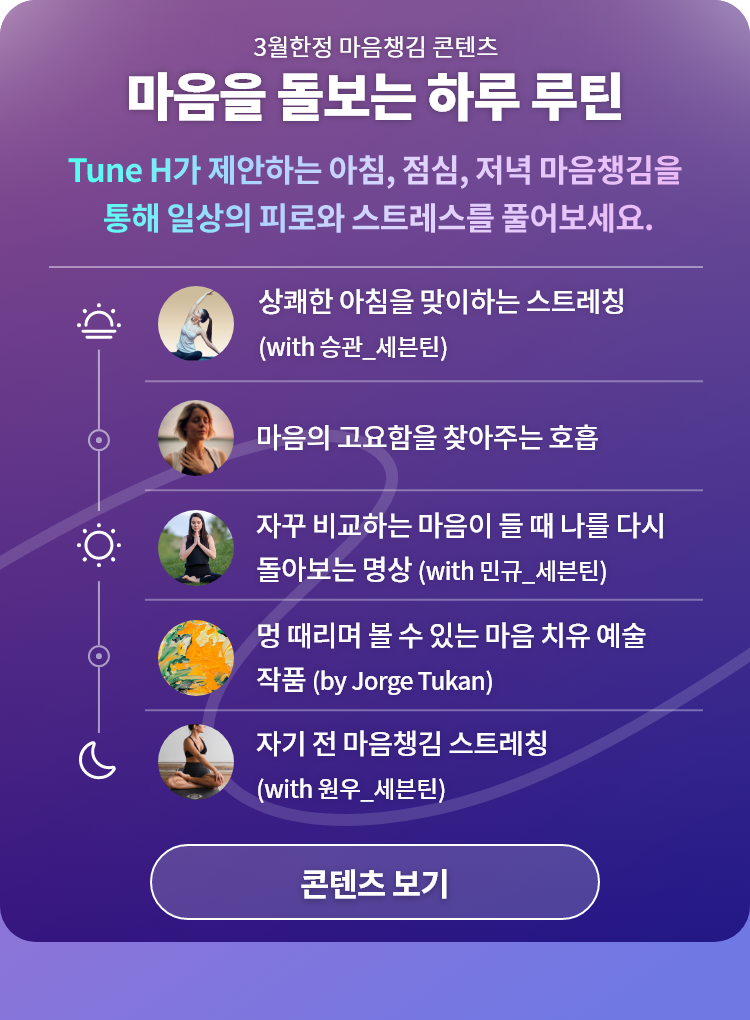 3월한정 마음챙김 콘텐츠
마음을 돌보는 하루 루틴
Tune H가 제안하는 아침, 점심, 저녁 마음챙김을
통해 일상의 피로와 스트레스를 풀어보세요.
상쾌한 아침을 맞이하는 스트레칭
(with 승관_세븐틴)
마음의 고요함을 찾아주는 호흡
자꾸 비교하는 마음이 들 때 나를 다시
돌아보는 명상 (with 민규_세븐틴)
멍 때리며 볼 수 있는 마음 치유 예술
작품 (by Jorge Tukan)
자기 전 마음챙김 스트레칭
(with 원우_세븐틴)
콘텐츠 보기